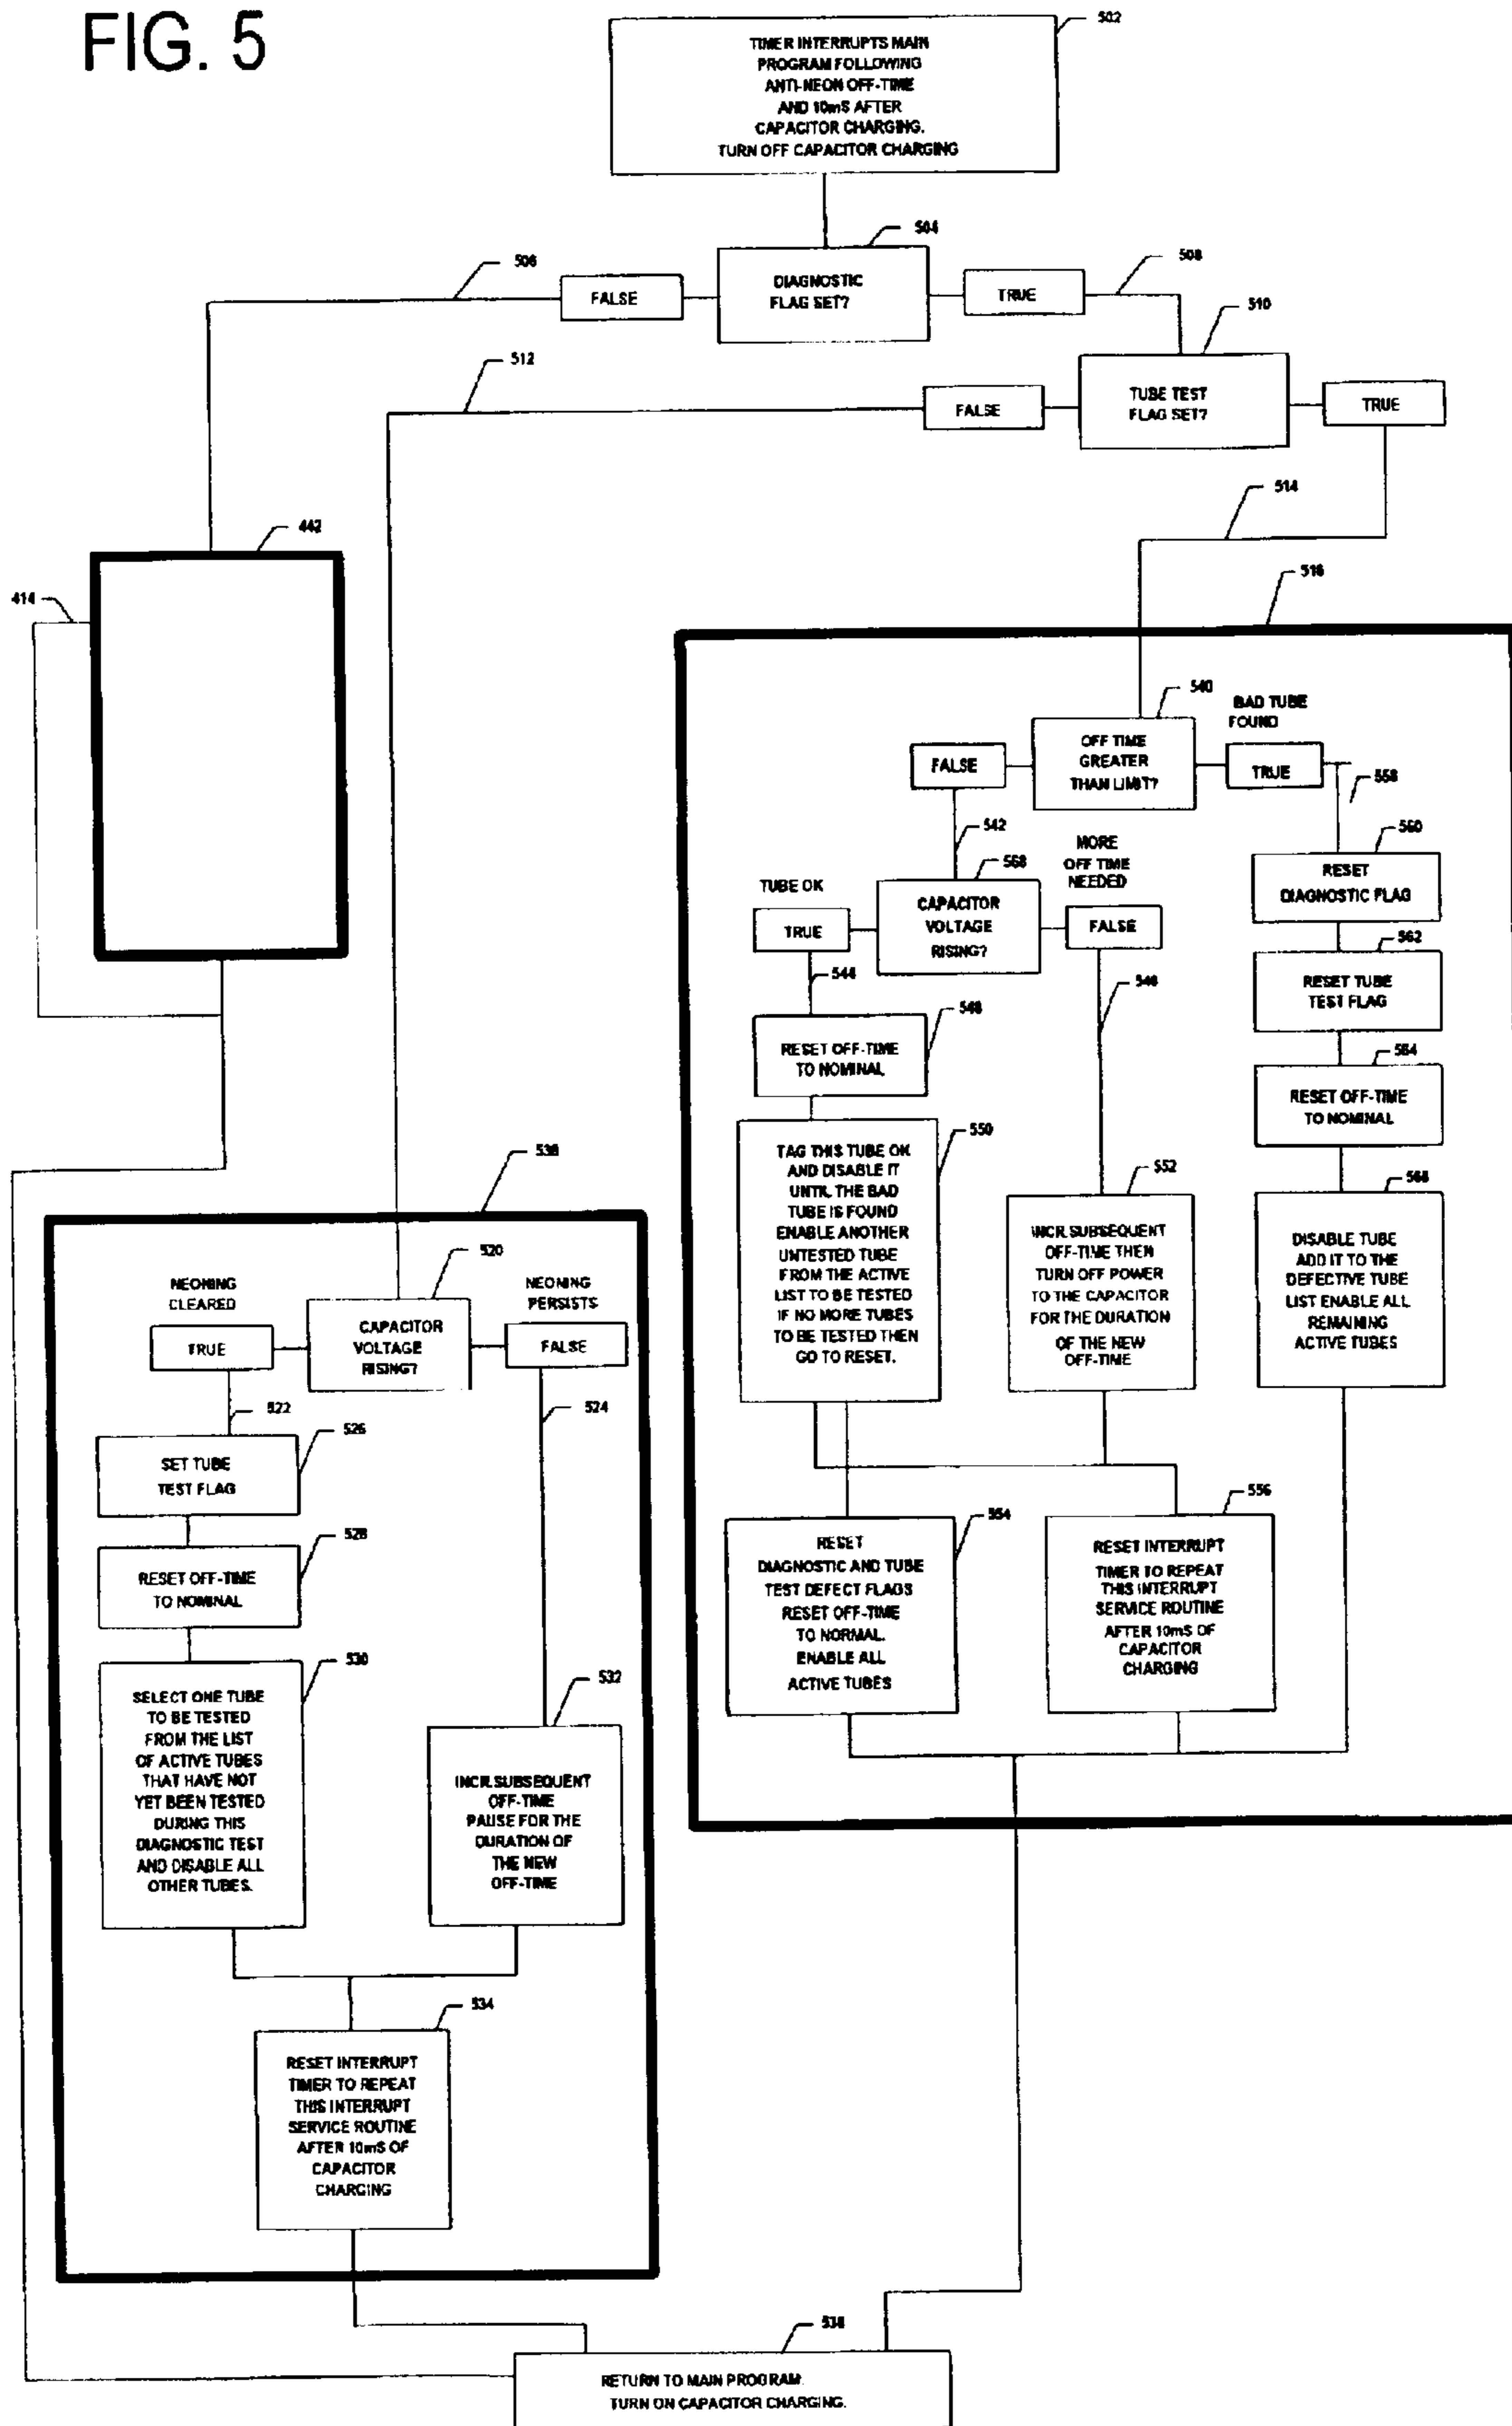 FIG. 5
502
TIMER INTERRUPTS MAIN
PROGRAM FOLLOWING
ANTI-NEON OFF-TIME
AND 10mS AFTER
CAPACITOR CHARGING.
TURN OFF CAPACITOR CHARGING
504
506
508
FALSE
DIAGNOSTIC
FLAG SET?
TRUE
510
512
FALSE
TUBE TEST
FLAG SET?
TRUE
514
442
414
516
540
BAD TUBE
FOUND
FALSE
OFF TIME
GREATER
THAN LIMIT?
TRUE
558
542
560
MORE
OFF TIME
NEEDED
568
RESET
DIAGNOSTIC FLAG
TUBE OK
TRUE
CAPACITOR
VOLTAGE
RISING?
FALSE
562
544
546
RESET TUBE
TEST FLAG
548
RESET OFF-TIME
TO NOMINAL
564
RESET OFF-TIME
TO NOMINAL
550
TAG THIS TUBE OK
AND DISABLE IT
UNTIL THE BAD
TUBE IS FOUND
ENABLE ANOTHER
UNTESTED TUBE
FROM THE ACTIVE
LIST TO BE TESTED
IF NO MORE TUBES
TO BE TESTED THEN
GO TO RESET.
552
INCR.SUBSEQUENT
OFF-TIME THEN
TURN OFF POWER
TO THE CAPACITOR
FOR THE DURATION
OF THE NEW
OFF-TIME
DISABLE TUBE
ADD IT TO THE
DEFECTIVE TUBE
LIST ENABLE ALL
REMAINING
ACTIVE TUBES
554
RESET
DIAGNOSTIC AND TUBE
TEST DEFECT FLAGS
RESET OFF-TIME
TO NORMAL.
ENABLE ALL
ACTIVE TUBES
556
RESET INTERRUPT
TIMER TO REPEAT
THIS INTERRUPT
SERVICE ROUTINE
AFTER 10mS OF
CAPACITOR
CHARGING
520
NEONING
CLEARED
NEONING
PERSISTS
TRUE
CAPACITOR
VOLTAGE
RISING?
FALSE
522
524
526
SET TUBE
TEST FLAG
528
RESET OFF-TIME
TO NOMINAL
530
SELECT ONE TUBE
TO BE TESTED
FROM THE LIST
OF ACTIVE TUBES
THAT HAVE NOT
YET BEEN TESTED
DURING THIS
DIAGNOSTIC TEST
AND DISABLE ALL
OTHER TUBES.
532
INCR.SUBSEQUENT
OFF-TIME
PAUSE FOR THE
DURATION OF
THE NEW
OFF-TIME
534
RESET INTERRUPT
TIMER TO REPEAT
THIS INTERRUPT
SERVICE ROUTINE
AFTER 10mS OF
CAPACITOR
CHARGING
RETURN TO MAIN PROGRAM.
TURN ON CAPACITOR CHARGING.